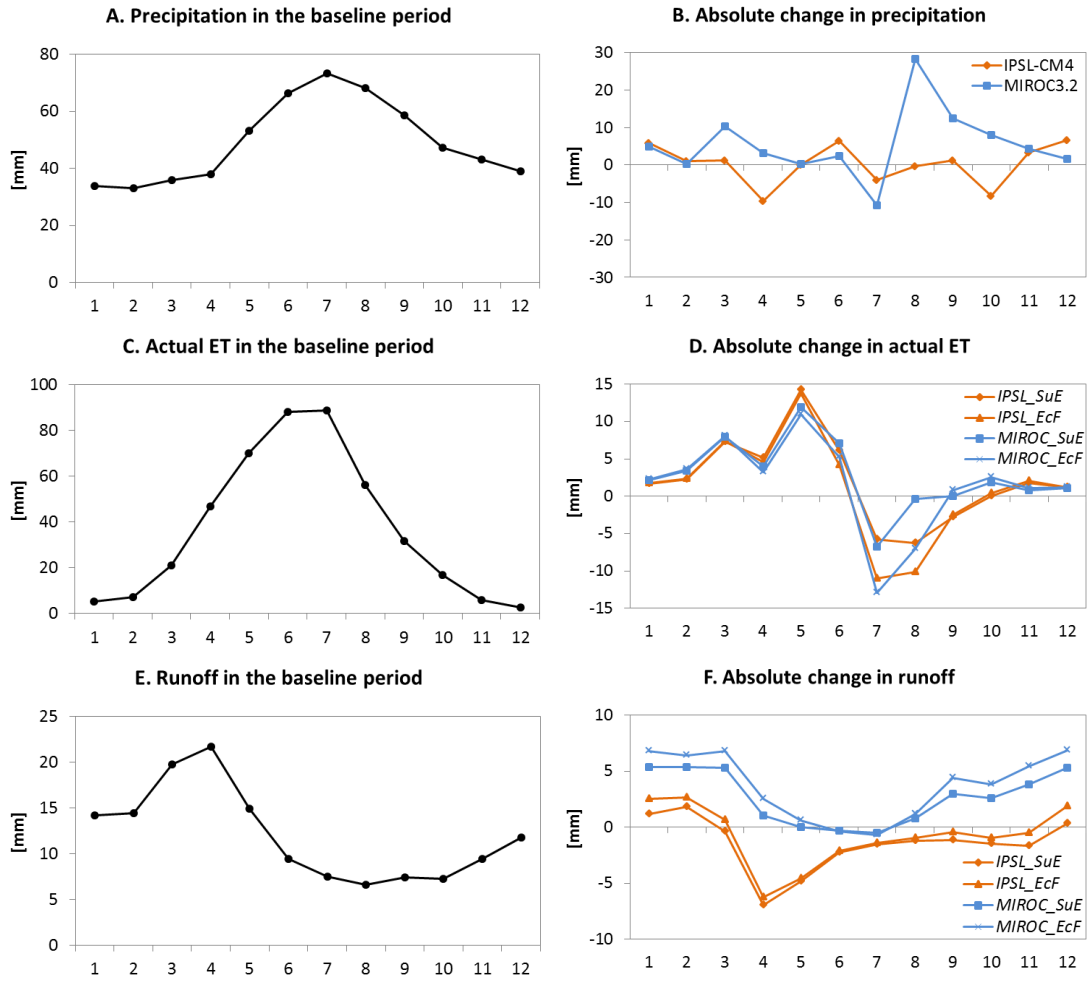 A. Precipitation in the baseline period
80
60
40
20
0
[mm]
1 2 3 4 5 6 7 8 9 10 11 12
B. Absolute change in precipitation
30
20
10
0
-10
-20
-30
[mm]
IPSL-CM4
MIROC3.2
1 2 3 4 5 6 7 8 9 10 11 12
C. Actual ET in the baseline period
100
80
60
40
20
0
[mm]
1 2 3 4 5 6 7 8 9 10 11 12
D. Absolute change in actual ET
15
10
5
0
-5
-10
-15
[mm]
IPSL_SuE
IPSL_EcF
MIROC_SuE
MIROC_EcF
1 2 3 4 5 6 7 8 9 10 11 12
E. Runoff in the baseline period
25
20
15
10
5
0
[mm]
1 2 3 4 5 6 7 8 9 10 11 12
F. Absolute change in runoff
10
5
0
-5
-10
[mm]
IPSL_SuE
IPSL_EcF
MIROC_SuE
MIROC_EcF
1 2 3 4 5 6 7 8 9 10 11 12